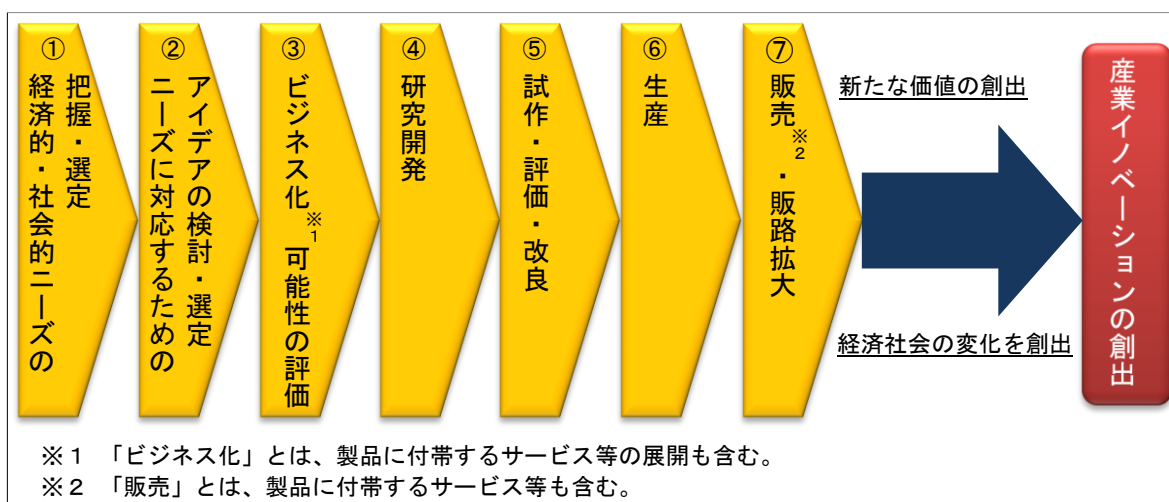 ①
経済的・社会的ニーズの
把握・選定
②
ニーズに対応するための
アイデアの検討・選定
③
ビジネス化※1 可能性の評価
④
研究開発
⑤
試作・評価・改良
⑥
生産
⑦
販売※2・販路拡大
新たな価値の創出
経済社会の変化を創出
産業イノベーションの創出
※1 「ビジネス化」とは、製品に付帯するサービス等の展開も含む。
※2 「販売」とは、製品に付帯するサービス等も含む。